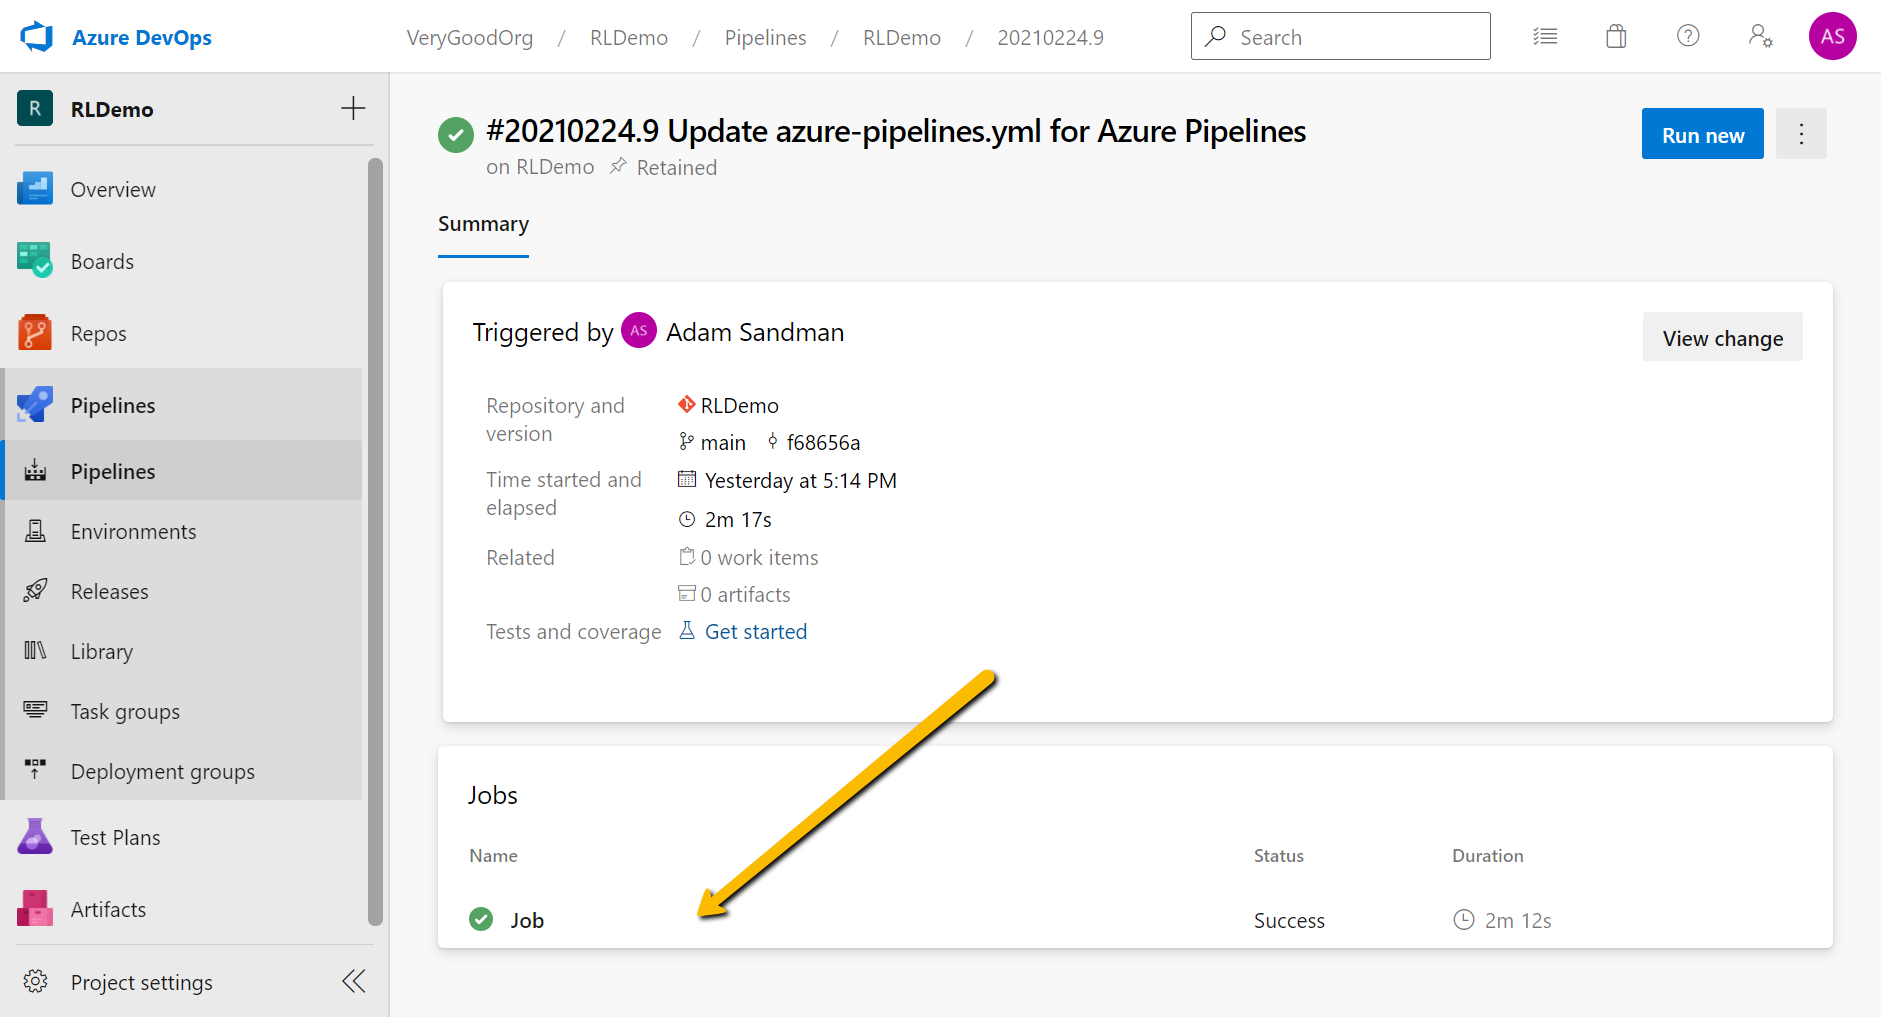 Azure DevOps
VeryGoodOrg / RLDemo / Pipelines / RLDemo / 20210224.9
Search
AS
R RLDemo
Overview
Boards
Repos
Pipelines
Pipelines
Environments
Releases
Library
Task groups
Deployment groups
Test Plans
Artifacts
Project settings
#20210224.9 Update azure-pipelines.yml for Azure Pipelines
on RLDemo Retained
Run new
Summary
Triggered by AS Adam Sandman
View change
Repository and
version
RLDemo
main f68656a
Time started and
elapsed
Yesterday at 5:14 PM
2m 17s
Related
0 work items
0 artifacts
Tests and coverage
Get started
Jobs
Name Status Duration
Job Success 2m 12s